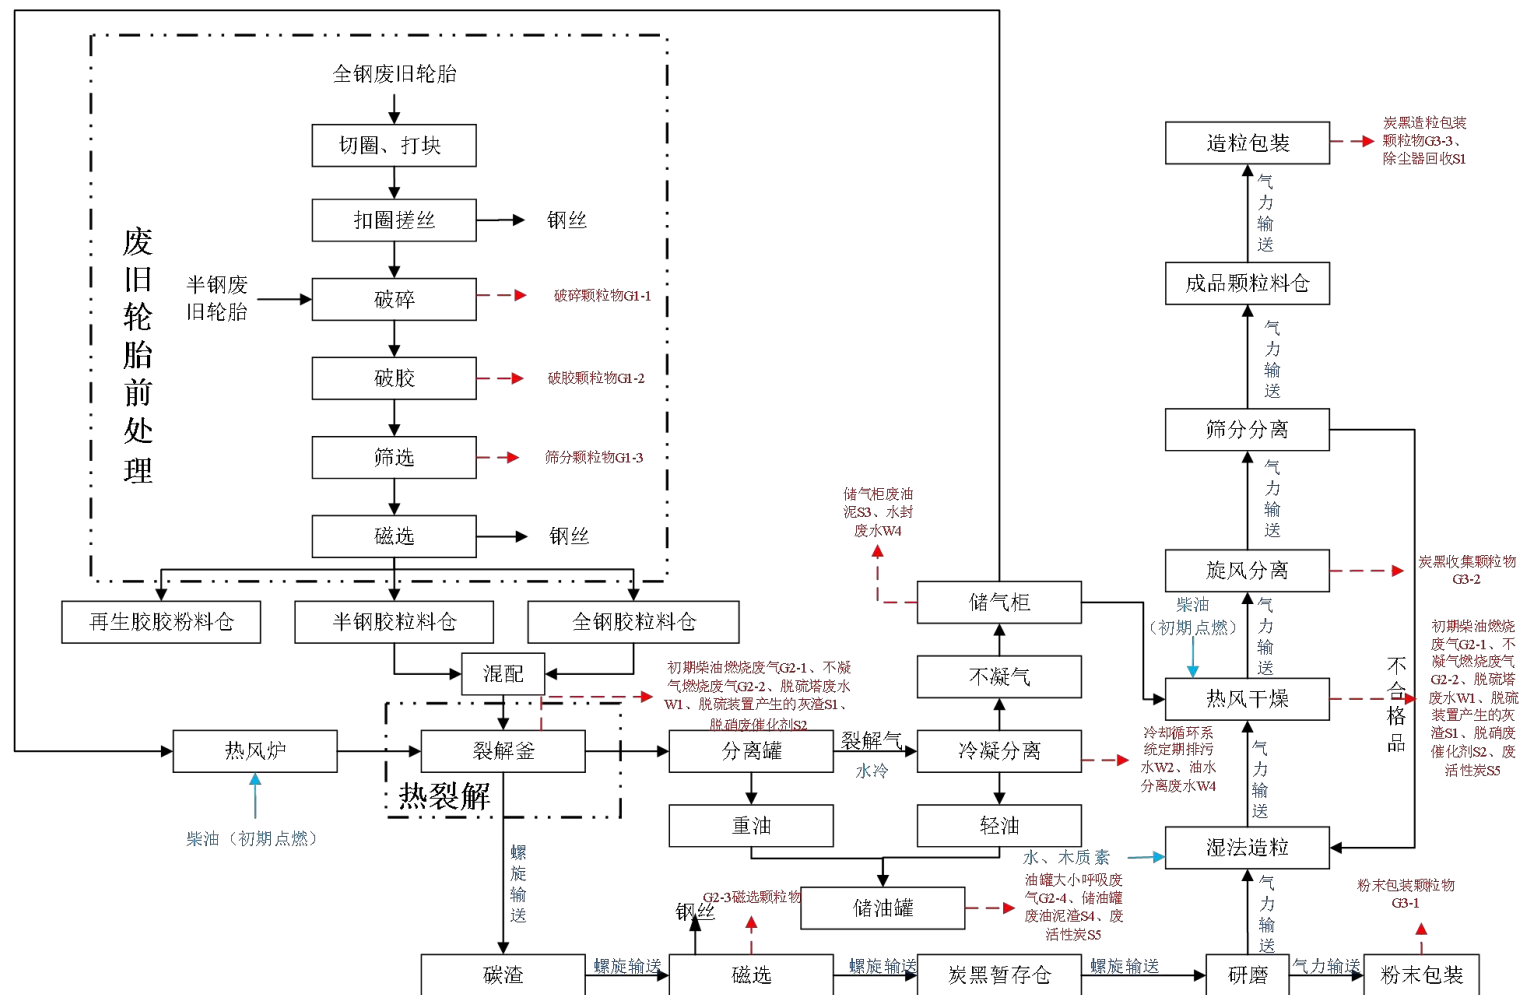 全钢废旧轮胎
切圈、打块
扣圈搓丝
钢丝
废旧轮胎前处理
半钢废
旧轮胎
破碎
破碎颗粒物G1-1
破胶
破胶颗粒物G1-2
筛选
筛分颗粒物G1-3
磁选
钢丝
再生胶胶粉料仓
半钢胶粒料仓
全钢胶粒料仓
混配
初期柴油燃烧废气G2-1、不凝
气燃烧废气G2-2、脱硫塔废水
W1、脱硫装置产生的灰渣S1、
脱硝废催化剂S2
热风炉
柴油（初期点燃）
裂解釜
热裂解
分离罐
裂解气
水冷
冷凝分离
冷却循环系
统定期排污
水W2、油水
分离废水W4
不凝气
储气柜
储气柜废油
泥S3、水封
废水W4
重油
轻油
储油罐
油罐大小呼吸废
气G2-4、储油罐
废油泥渣S4、废
活性炭S5
螺旋输送
碳渣
螺旋输送
钢丝
G2-3磁选颗粒物
磁选
螺旋输送
炭黑暂存仓
螺旋输送
研磨
气力输送
粉末包装
粉末包装颗粒物
G3-1
气力输送
水、木质素
湿法造粒
气力输送
热风干燥
柴油
（初期点燃）
初期柴油燃烧
废气G2-1、不
凝气燃烧废气
G2-2、脱硫塔
废水W1、脱硫
装置产生的灰
渣S1、脱硝废
催化剂S2、废
活性炭S5
不合格品
气力输送
旋风分离
炭黑收集颗粒物
G3-2
气力输送
筛分分离
气力输送
成品颗粒料仓
气力输送
造粒包装
炭黑造粒包装
颗粒物G3-3、
除尘器回收S1